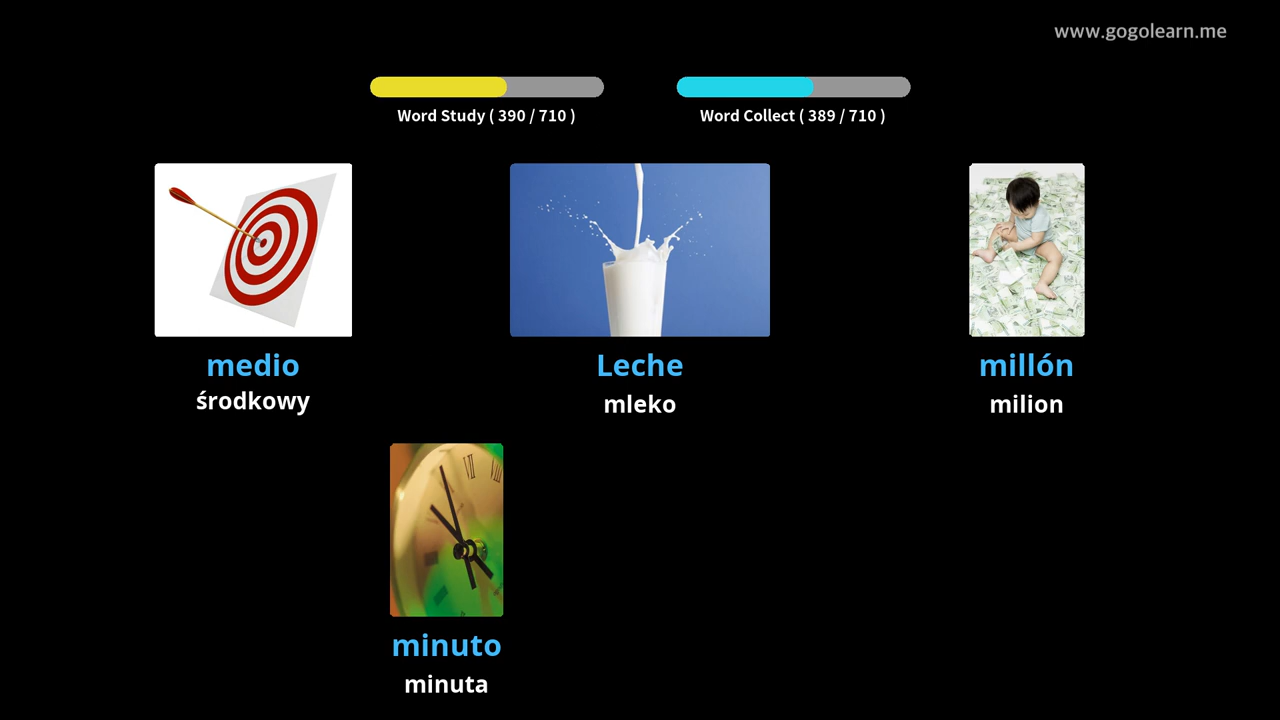 www.gogolearn.me
Word Study ( 390 / 710 )
Word Collect ( 389 / 710 )
medio
środkowy
Leche
mleko
millón
milion
minuto
minuta